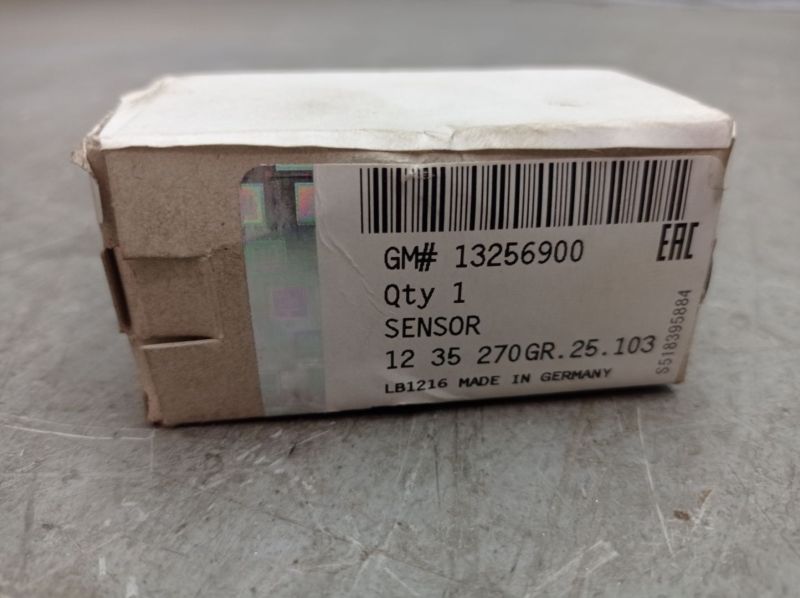 GM# 13256900
EAC
Qty 1
SENSOR
12 35 270GR.25.103
LB1216 MADE IN GERMANY
S518395884